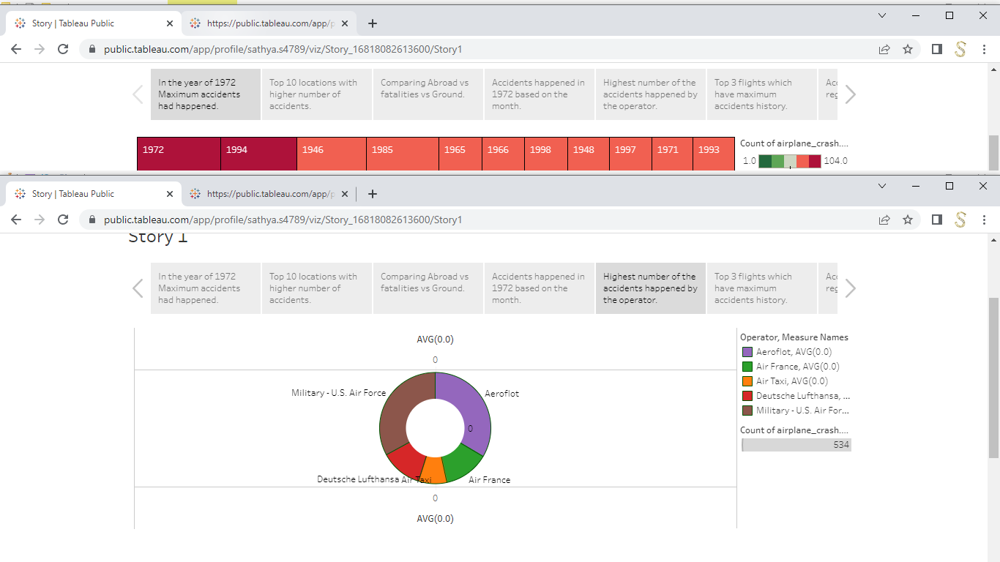 Story | Tableau Public
https://public.tableau.com/app/p
public.tableau.com/app/profile/sathya.s4789/viz/Story_16818082613600/Story1
In the year of 1972
Maximum accidents
had happened.
Top 10 locations with
higher number of
accidents.
Comparing Abroad vs
fatalities vs Ground.
Accidents happened in
1972 based on the
month.
Highest number of the
accidents happened by
the operator.
Top 3 flights which
have maximum
accidents history.
Acc
reg
1972 1994 1946 1985 1965 1966 1998 1948 1997 1971 1993
Count of airplane_crash....
1.0 104.0
Story | Tableau Public
https://public.tableau.com/app/p
public.tableau.com/app/profile/sathya.s4789/viz/Story_16818082613600/Story1
Story 1
In the year of 1972
Maximum accidents
had happened.
Top 10 locations with
higher number of
accidents.
Comparing Abroad vs
fatalities vs Ground.
Accidents happened in
1972 based on the
month.
Highest number of the
accidents happened by
the operator.
Top 3 flights which
have maximum
accidents history.
Acc
reg
AVG(0.0)
0
Military - U.S. Air Force
Aeroflot
0
Deutsche Lufthansa
Air Taxi
Air France
0
AVG(0.0)
Operator, Measure Names
Aeroflot, AVG(0.0)
Air France, AVG(0.0)
Air Taxi, AVG(0.0)
Deutsche Lufthansa, ...
Military - U.S. Air For...
Count of airplane_crash....
534